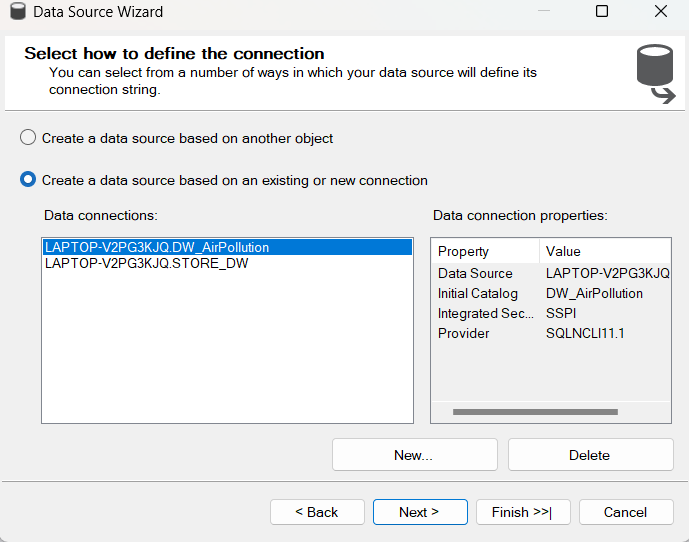 Data Source Wizard
Select how to define the connection
You can select from a number of ways in which your data source will define its
connection string.
Create a data source based on another object
Create a data source based on an existing or new connection
Data connections:
LAPTOP-V2PG3KJQ.DW_AirPollution
LAPTOP-V2PG3KJQ.STORE_DW
Data connection properties:
Property Value
Data Source LAPTOP-V2PG3KJQ
Initial Catalog DW_AirPollution
Integrated Sec... SSPI
Provider SQLNCLI11.1
New... Delete
< Back Next > Finish >>| Cancel